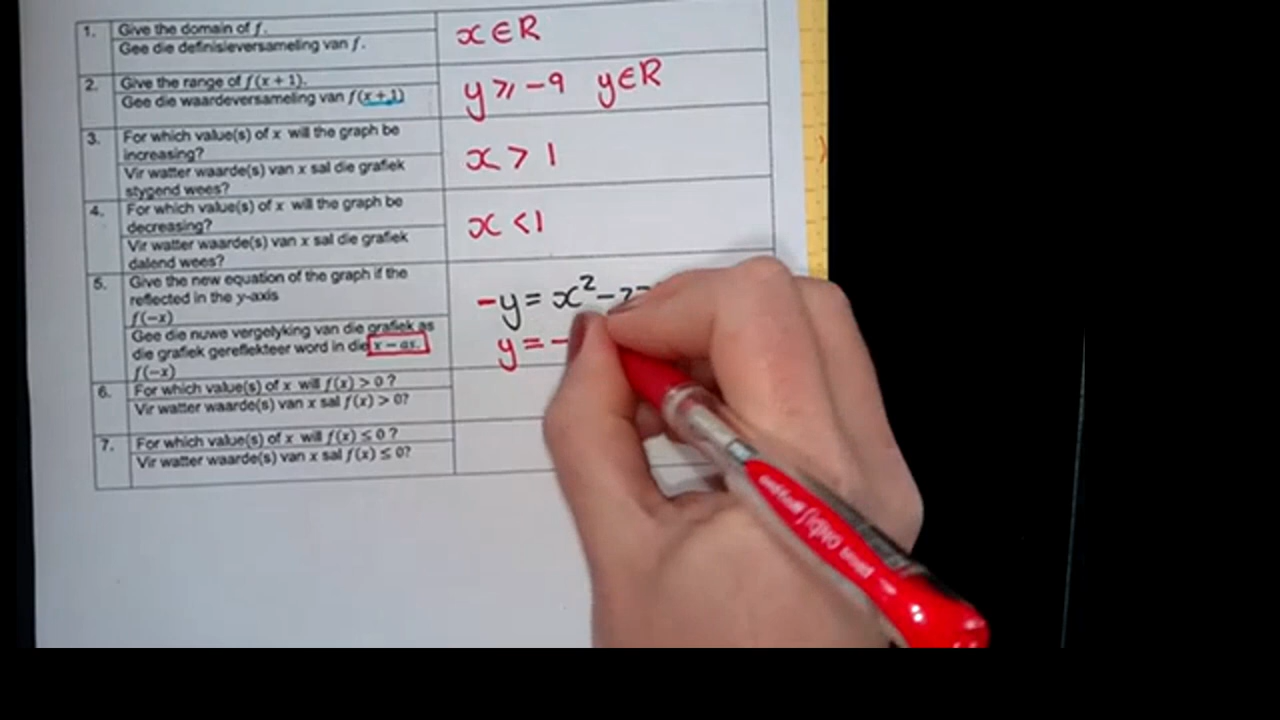 1. Give the domain of f. x ∈ R
Gee die definisieversameling van f.
2. Give the range of f(x + 1). y ≥ −9 y ∈ R
Gee die waardeversameling van f(x + 1)
3. For which value(s) of x will the graph be
increasing? x > 1
Vir watter waarde(s) van x sal die grafiek
stygend wees?
4. For which value(s) of x will the graph be
decreasing? x < 1
Vir watter waarde(s) van x sal die grafiek
dalend wees?
5. Give the new equation of the graph if the
reflected in the y-axis −y = x² −
f(−x)
Gee die nuwe vergelyking van die grafiek as y = −
die grafiek gereflekteer word in die x − as.
f(−x)
6. For which value(s) of x will f(x) > 0 ?
Vir watter waarde(s) van x sal f(x) > 0?
7. For which value(s) of x will f(x) ≤ 0 ?
Vir watter waarde(s) van x sal f(x) ≤ 0?